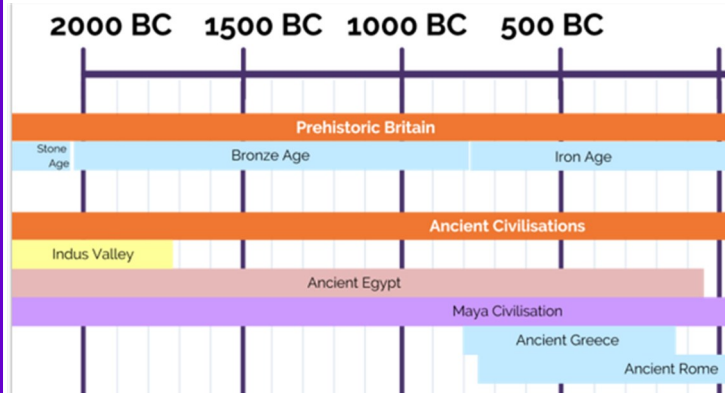 2000 BC 1500 BC 1000 BC 500 BC
Prehistoric Britain
Stone
Age
Bronze Age
Iron Age
Ancient Civilisations
Indus Valley
Ancient Egypt
Maya Civilisation
Ancient Greece
Ancient Rome